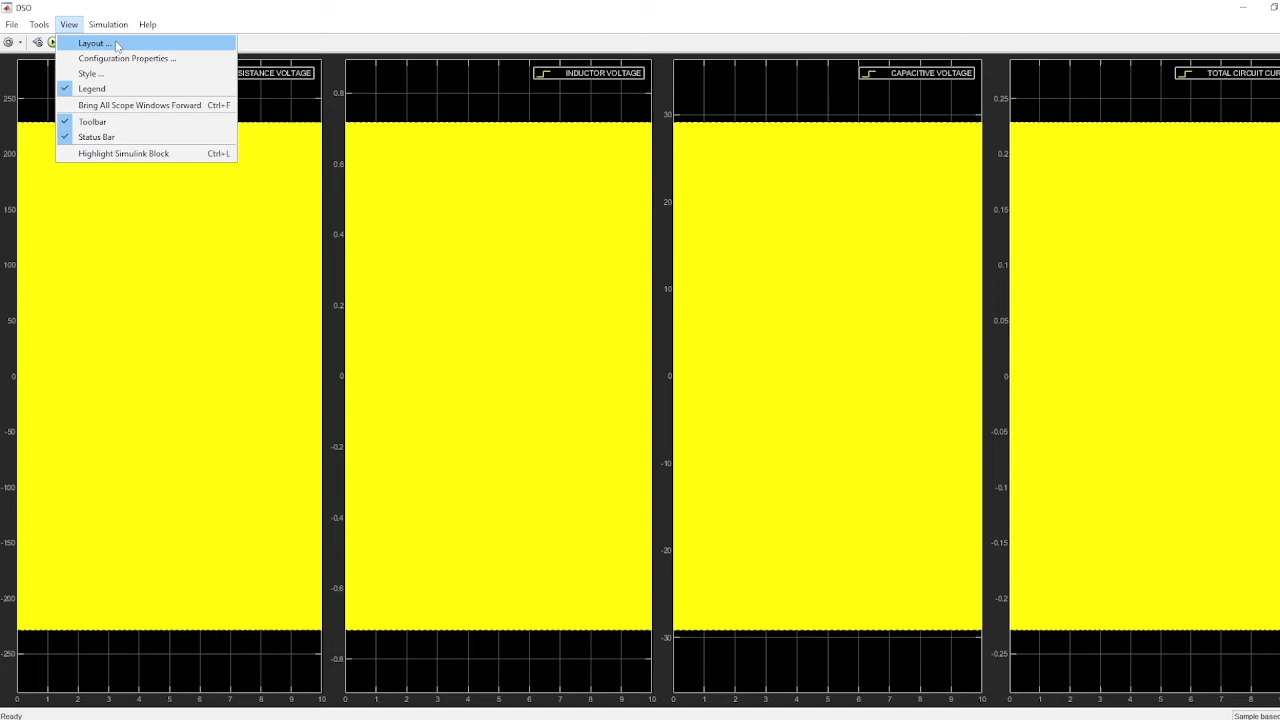 DSO
File Tools View Simulation Help
Layout ...
Configuration Properties ...
Style ...
Legend
Bring All Scope Windows Forward Ctrl+F
Toolbar
Status Bar
Highlight Simulink Block Ctrl+L
SISTANCE VOLTAGE
250
200
150
100
50
0
-50
-100
-150
-200
-250
0 1 2 3 4 5 6 7 8 9 10
INDUCTOR VOLTAGE
0.8
0.6
0.4
0.2
0
-0.2
-0.4
-0.6
-0.8
0 1 2 3 4 5 6 7 8 9 10
CAPACITIVE VOLTAGE
30
20
10
0
-10
-20
-30
0 1 2 3 4 5 6 7 8 9 10
TOTAL CIRCUIT CUR
0.25
0.2
0.15
0.1
0.05
0
-0.05
-0.1
-0.15
-0.2
-0.25
0 1 2 3 4 5 6 7 8
Ready
Sample based